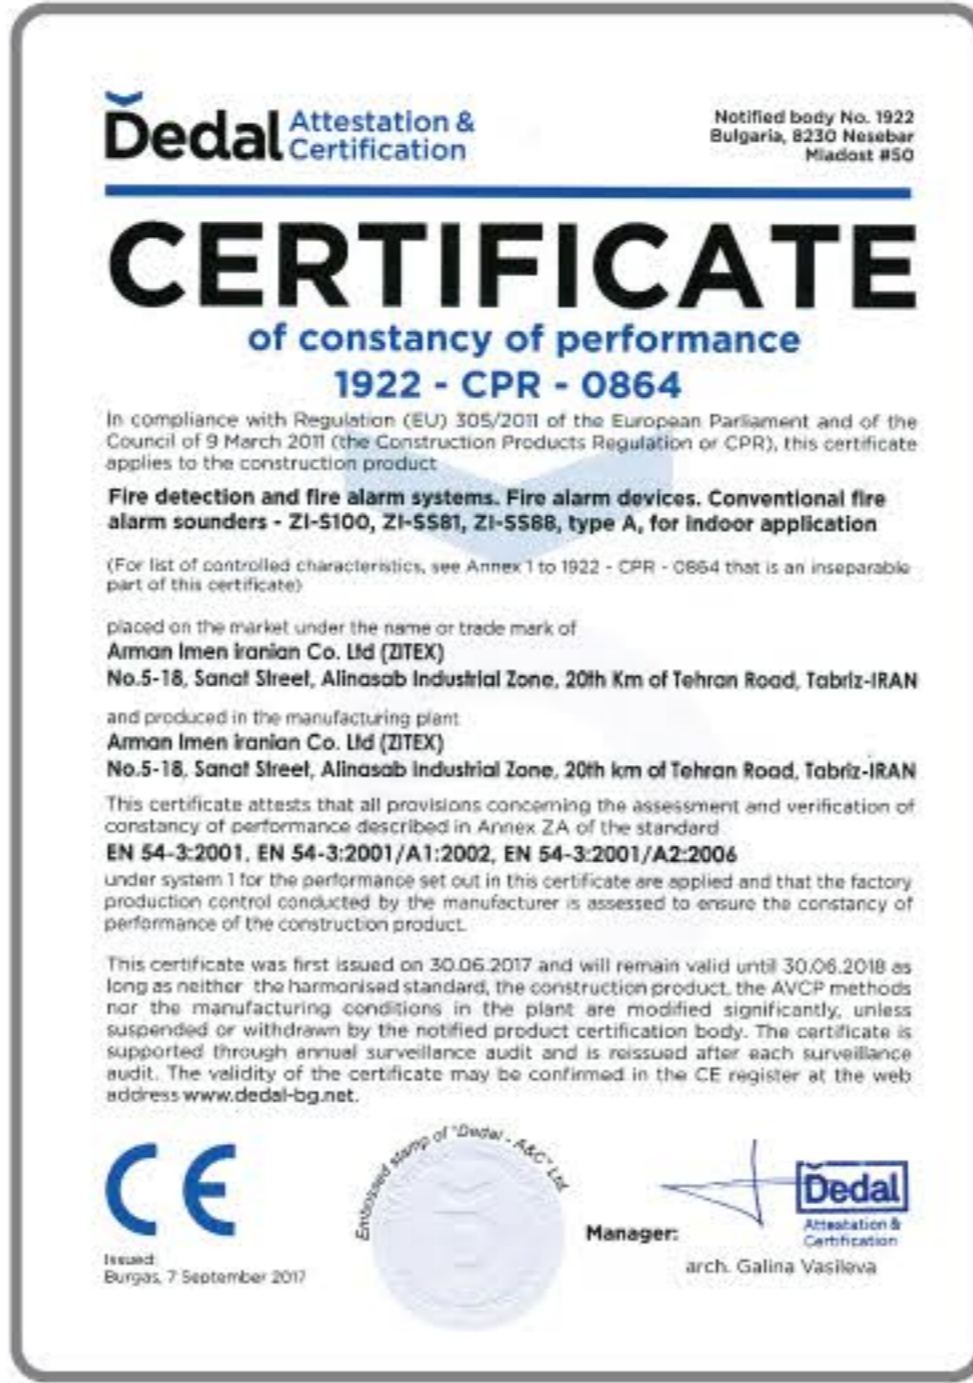 Dedal Attestation &
Certification
Notified body No. 1922
Bulgaria, 8230 Nesebar
Mladost #50
CERTIFICATE
of constancy of performance
1922 - CPR - 0864
In compliance with Regulation (EU) 305/2011 of the European Parliament and of the
Council of 9 March 2011 (the Construction Products Regulation or CPR), this certificate
applies to the construction product
Fire detection and fire alarm systems. Fire alarm devices. Conventional fire
alarm sounders - ZI-S100, ZI-SS81, ZI-SS88, type A, for indoor application
(For list of controlled characteristics, see Annex 1 to 1922 - CPR - 0864 that is an inseparable
part of this certificate)
placed on the market under the name or trade mark of
Arman Imen iranian Co. Ltd (ZITEX)
No.5-18, Sanat Street, Alinasab Industrial Zone, 20th Km of Tehran Road, Tabriz-IRAN
and produced in the manufacturing plant
Arman Imen iranian Co. Ltd (ZITEX)
No.5-18, Sanat Street, Alinasab Industrial Zone, 20th km of Tehran Road, Tabriz-IRAN
This certificate attests that all provisions concerning the assessment and verification of
constancy of performance described in Annex ZA of the standard
EN 54-3:2001, EN 54-3:2001/A1:2002, EN 54-3:2001/A2:2006
under system 1 for the performance set out in this certificate are applied and that the factory
production control conducted by the manufacturer is assessed to ensure the constancy of
performance of the construction product.
This certificate was first issued on 30.06.2017 and will remain valid until 30.06.2018 as
long as neither the harmonised standard, the construction product, the AVCP methods
nor the manufacturing conditions in the plant are modified significantly, unless
suspended or withdrawn by the notified product certification body. The certificate is
supported through annual surveillance audit and is reissued after each surveillance
audit. The validity of the certificate may be confirmed in the CE register at the web
address www.dedal-bg.net.
CE
Issued:
Burgas, 7 September 2017
Embossed stamp of "Dedal - A&C" Ltd
Manager:
Dedal
Attestation &
Certification
arch. Galina Vasileva